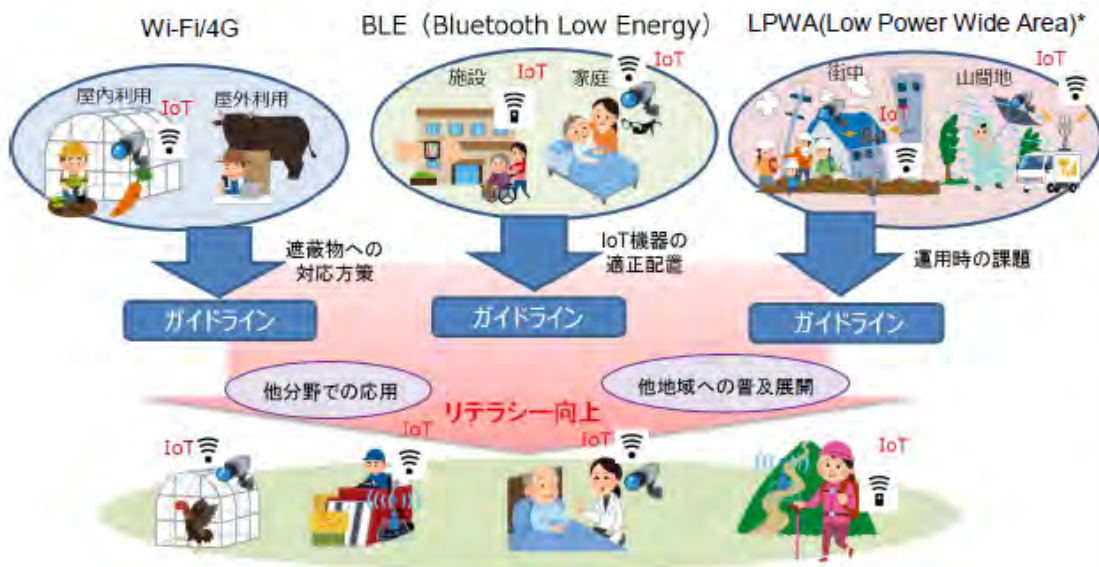 Wi-Fi/4G
BLE（Bluetooth Low Energy）
LPWA(Low Power Wide Area)*
屋内利用
IoT
屋外利用
施設
IoT
家庭
IoT
街中
IoT
山間地
IoT
遮蔽物への
対応方策
IoT機器の
適正配置
運用時の課題
ガイドライン
ガイドライン
ガイドライン
他分野での応用
他地域への普及展開
リテラシー向上
IoT
IoT
IoT
IoT